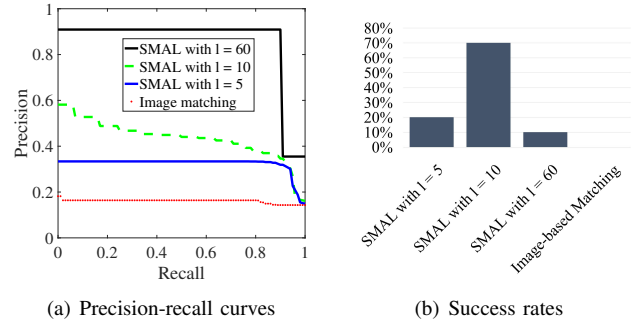 1
0.8
0.6
0.4
0.2
0
Precision
0 0.2 0.4 0.6 0.8 1
Recall
SMAL with l = 60
SMAL with l = 10
SMAL with l = 5
Image matching
(a) Precision-recall curves
80%
70%
60%
50%
40%
30%
20%
10%
0%
SMAL with l = 5
SMAL with l = 10
SMAL with l = 60
Image-based Matching
(b) Success rates